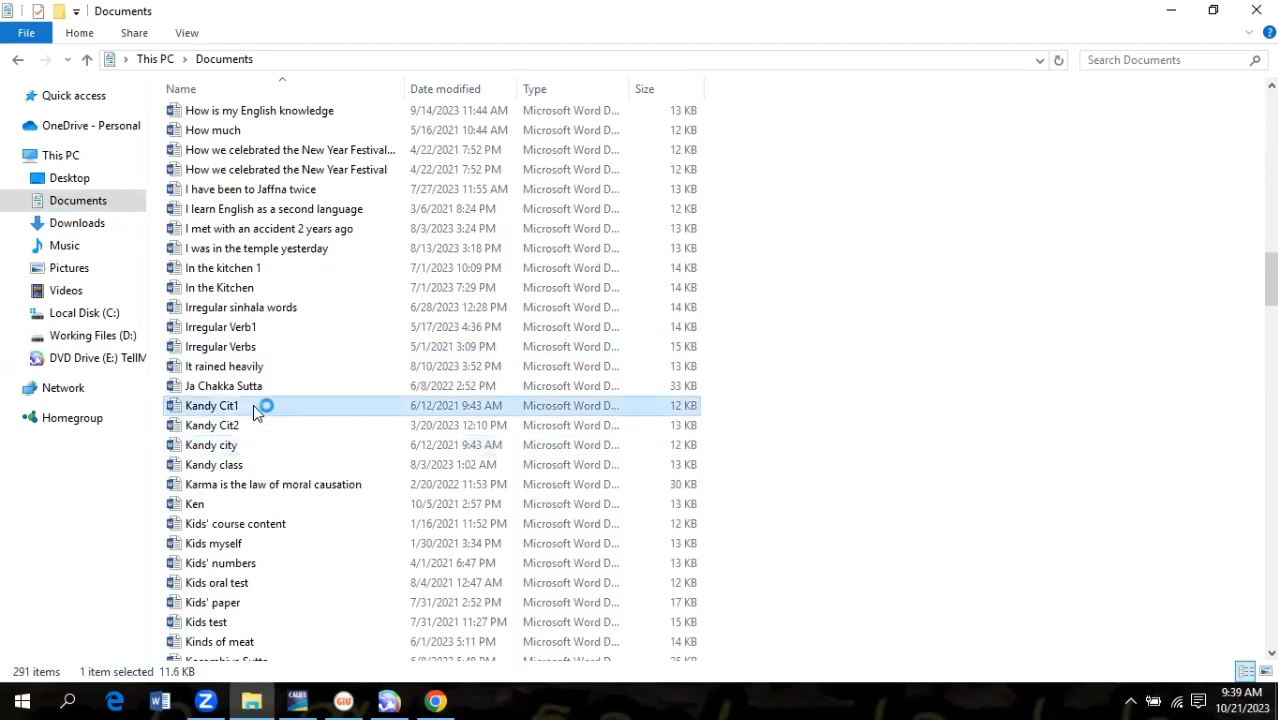 Documents
File Home Share View
This PC Documents Search Documents
Name Date modified Type Size
Quick access
OneDrive - Personal
This PC
Desktop
Documents
Downloads
Music
Pictures
Videos
Local Disk (C:)
Working Files (D:)
DVD Drive (E:) TellM
Network
Homegroup
How is my English knowledge 9/14/2023 11:44 AM Microsoft Word D... 13 KB
How much 5/16/2021 10:44 AM Microsoft Word D... 12 KB
How we celebrated the New Year Festival... 4/22/2021 7:52 PM Microsoft Word D... 12 KB
How we celebrated the New Year Festival 4/22/2021 7:52 PM Microsoft Word D... 12 KB
I have been to Jaffna twice 7/27/2023 11:55 AM Microsoft Word D... 13 KB
I learn English as a second language 3/6/2021 8:24 PM Microsoft Word D... 12 KB
I met with an accident 2 years ago 8/3/2023 3:24 PM Microsoft Word D... 13 KB
I was in the temple yesterday 8/13/2023 3:18 PM Microsoft Word D... 13 KB
In the kitchen 1 7/1/2023 10:09 PM Microsoft Word D... 14 KB
In the Kitchen 7/1/2023 7:29 PM Microsoft Word D... 14 KB
Irregular sinhala words 6/28/2023 12:28 PM Microsoft Word D... 14 KB
Irregular Verb1 5/17/2023 4:36 PM Microsoft Word D... 14 KB
Irregular Verbs 5/1/2021 3:09 PM Microsoft Word D... 15 KB
It rained heavily 8/10/2023 3:52 PM Microsoft Word D... 13 KB
Ja Chakka Sutta 6/8/2022 2:52 PM Microsoft Word D... 33 KB
Kandy Cit1 6/12/2021 9:43 AM Microsoft Word D... 12 KB
Kandy Cit2 3/20/2023 12:10 PM Microsoft Word D... 13 KB
Kandy city 6/12/2021 9:43 AM Microsoft Word D... 12 KB
Kandy class 8/3/2023 1:02 AM Microsoft Word D... 13 KB
Karma is the law of moral causation 2/20/2022 11:53 PM Microsoft Word D... 30 KB
Ken 10/5/2021 2:57 PM Microsoft Word D... 13 KB
Kids' course content 1/16/2021 11:52 PM Microsoft Word D... 12 KB
Kids myself 1/30/2021 3:34 PM Microsoft Word D... 13 KB
Kids' numbers 4/1/2021 6:47 PM Microsoft Word D... 13 KB
Kids oral test 8/4/2021 12:47 AM Microsoft Word D... 12 KB
Kids' paper 7/31/2021 2:52 PM Microsoft Word D... 17 KB
Kids test 7/31/2021 11:27 PM Microsoft Word D... 15 KB
Kinds of meat 6/1/2023 5:11 PM Microsoft Word D... 14 KB
291 items 1 item selected 11.6 KB
CALD3 GIU
9:39 AM
10/21/2023